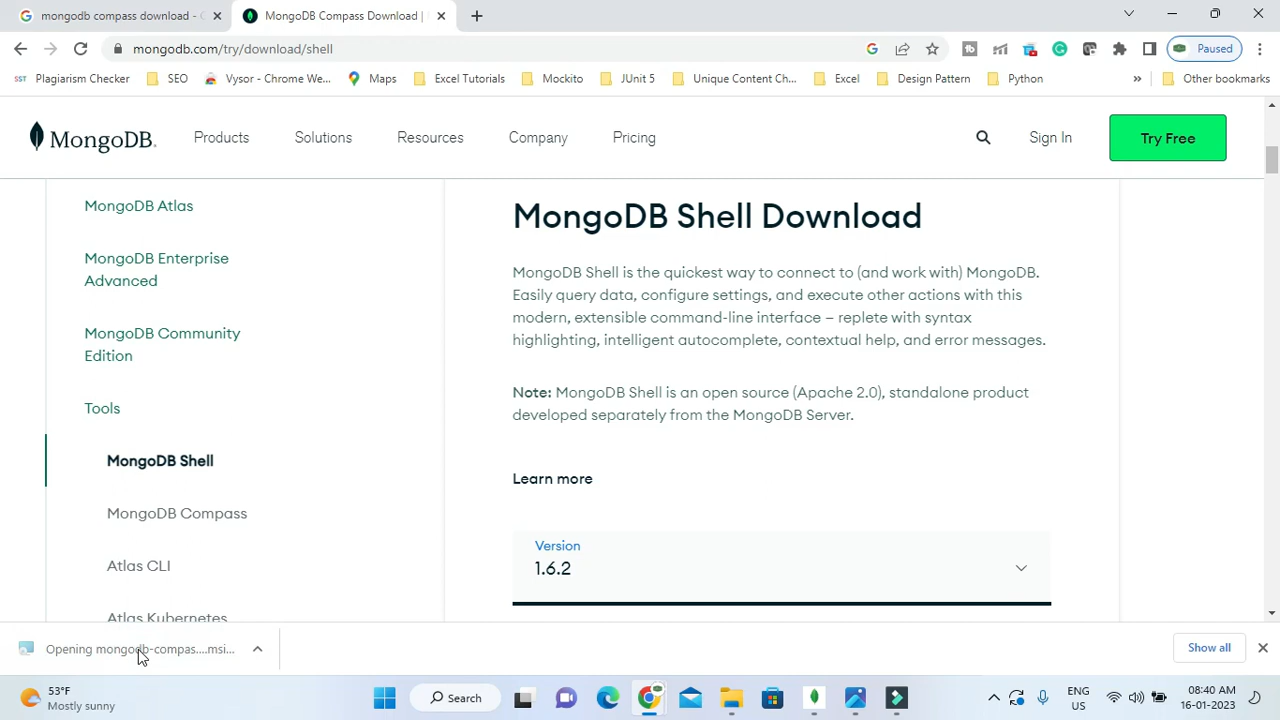 mongodb compass download - G
MongoDB Compass Download |
mongodb.com/try/download/shell
Paused
SST Plagiarism Checker
SEO
Vysor - Chrome We...
Maps
Excel Tutorials
Mockito
JUnit 5
Unique Content Ch...
Excel
Design Pattern
Python
»
Other bookmarks
MongoDB.
Products
Solutions
Resources
Company
Pricing
Sign In
Try Free
MongoDB Atlas
MongoDB Enterprise
Advanced
MongoDB Community
Edition
Tools
MongoDB Shell
MongoDB Compass
Atlas CLI
Atlas Kubernetes
MongoDB Shell Download
MongoDB Shell is the quickest way to connect to (and work with) MongoDB.
Easily query data, configure settings, and execute other actions with this
modern, extensible command-line interface — replete with syntax
highlighting, intelligent autocomplete, contextual help, and error messages.
Note: MongoDB Shell is an open source (Apache 2.0), standalone product
developed separately from the MongoDB Server.
Learn more
Version
1.6.2
Opening mongodb-compas....msi...
Show all
53°F
Mostly sunny
Search
ENG
US
08:40 AM
16-01-2023